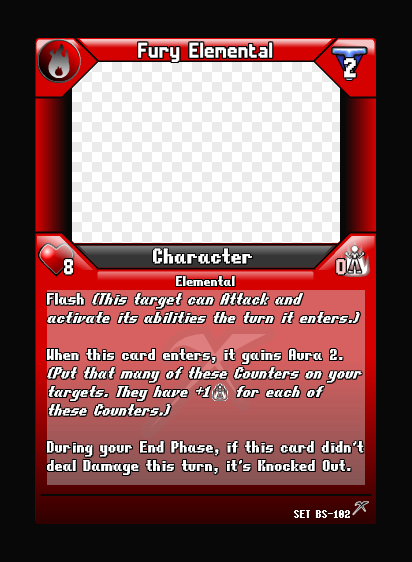 Fury Elemental
2
Character
8
0
Elemental
Flash (This target can Attack and
activate its abilities the turn it enters.)
When this card enters, it gains Aura 2.
(Put that many of these Counters on your
targets. They have +1 for each of
these Counters.)
During your End Phase, if this card didn't
deal Damage this turn, it's Knocked Out.
SET BS-102